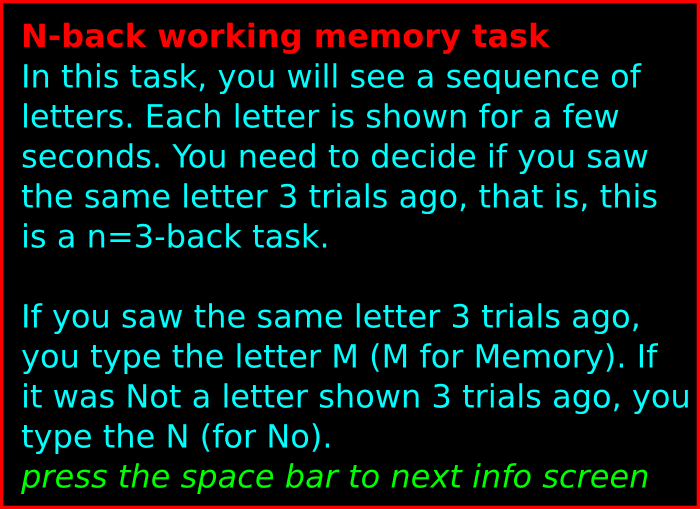 N-back working memory task
In this task, you will see a sequence of
letters. Each letter is shown for a few
seconds. You need to decide if you saw
the same letter 3 trials ago, that is, this
is a n=3-back task.
If you saw the same letter 3 trials ago,
you type the letter M (M for Memory). If
it was Not a letter shown 3 trials ago, you
type the N (for No).
press the space bar to next info screen